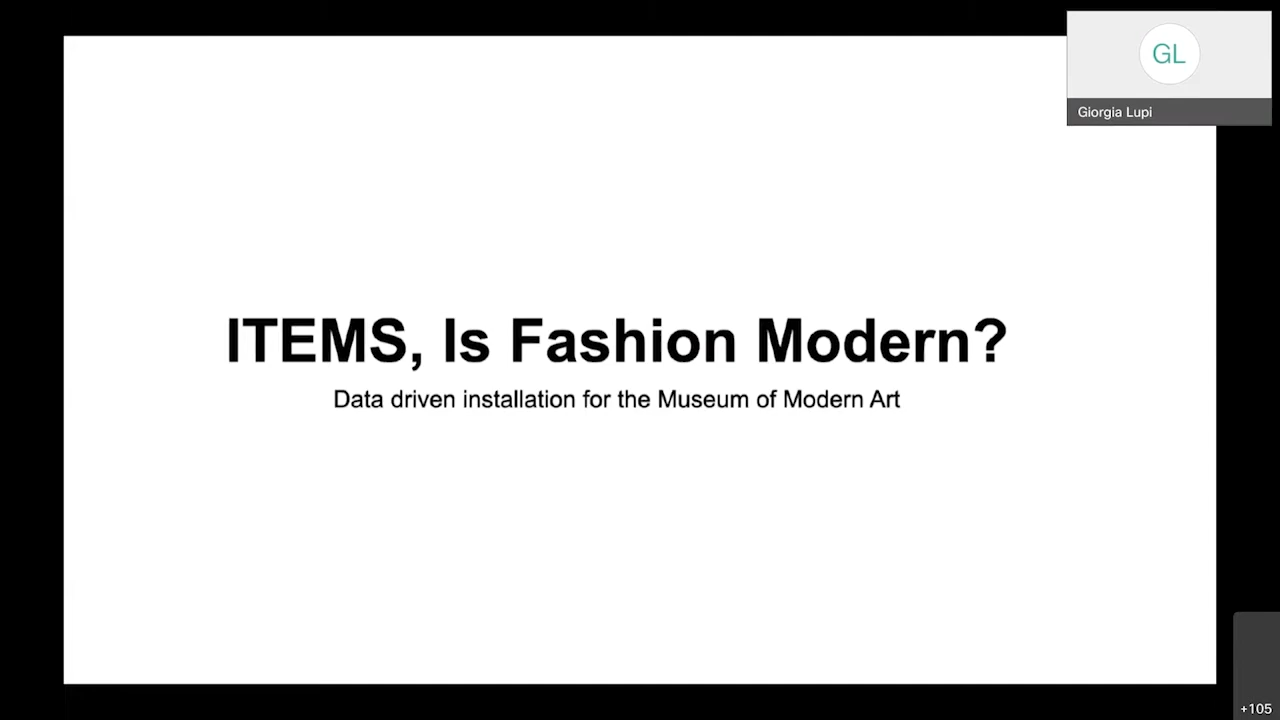 GL
Giorgia Lupi
ITEMS, Is Fashion Modern?
Data driven installation for the Museum of Modern Art
+105